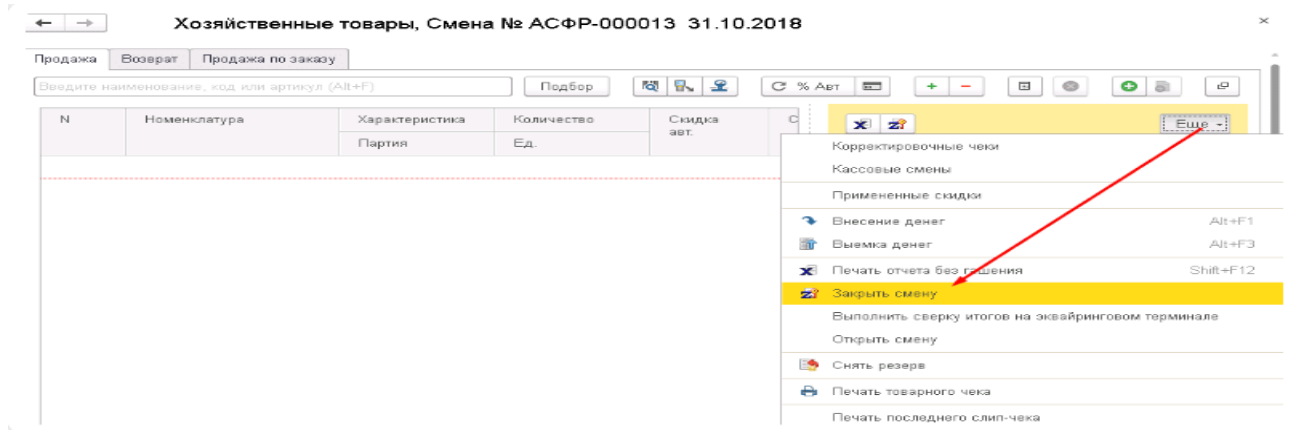 Хозяйственные товары, Смена № АСФР-000013 31.10.2018
Продажа Возврат Продажа по заказу
Введите наименование, код или артикул (Alt+F) Подбор % Авт
N Номенклатура Характеристика Количество Скидка авт. С
Партия Ед.
Еще
Корректировочные чеки
Кассовые смены
Примененные скидки
Внесение денег Alt+F1
Выемка денег Alt+F3
Печать отчета без гашения Shift+F12
Закрыть смену
Выполнить сверку итогов на эквайринговом терминале
Открыть смену
Снять резерв
Печать товарного чека
Печать последнего слип-чека